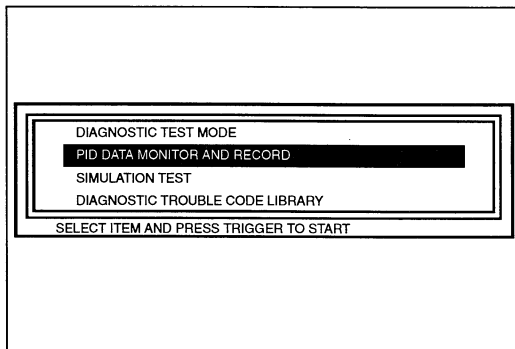 DIAGNOSTIC TEST MODE
PID DATA MONITOR AND RECORD
SIMULATION TEST
DIAGNOSTIC TROUBLE CODE LIBRARY
SELECT ITEM AND PRESS TRIGGER TO START